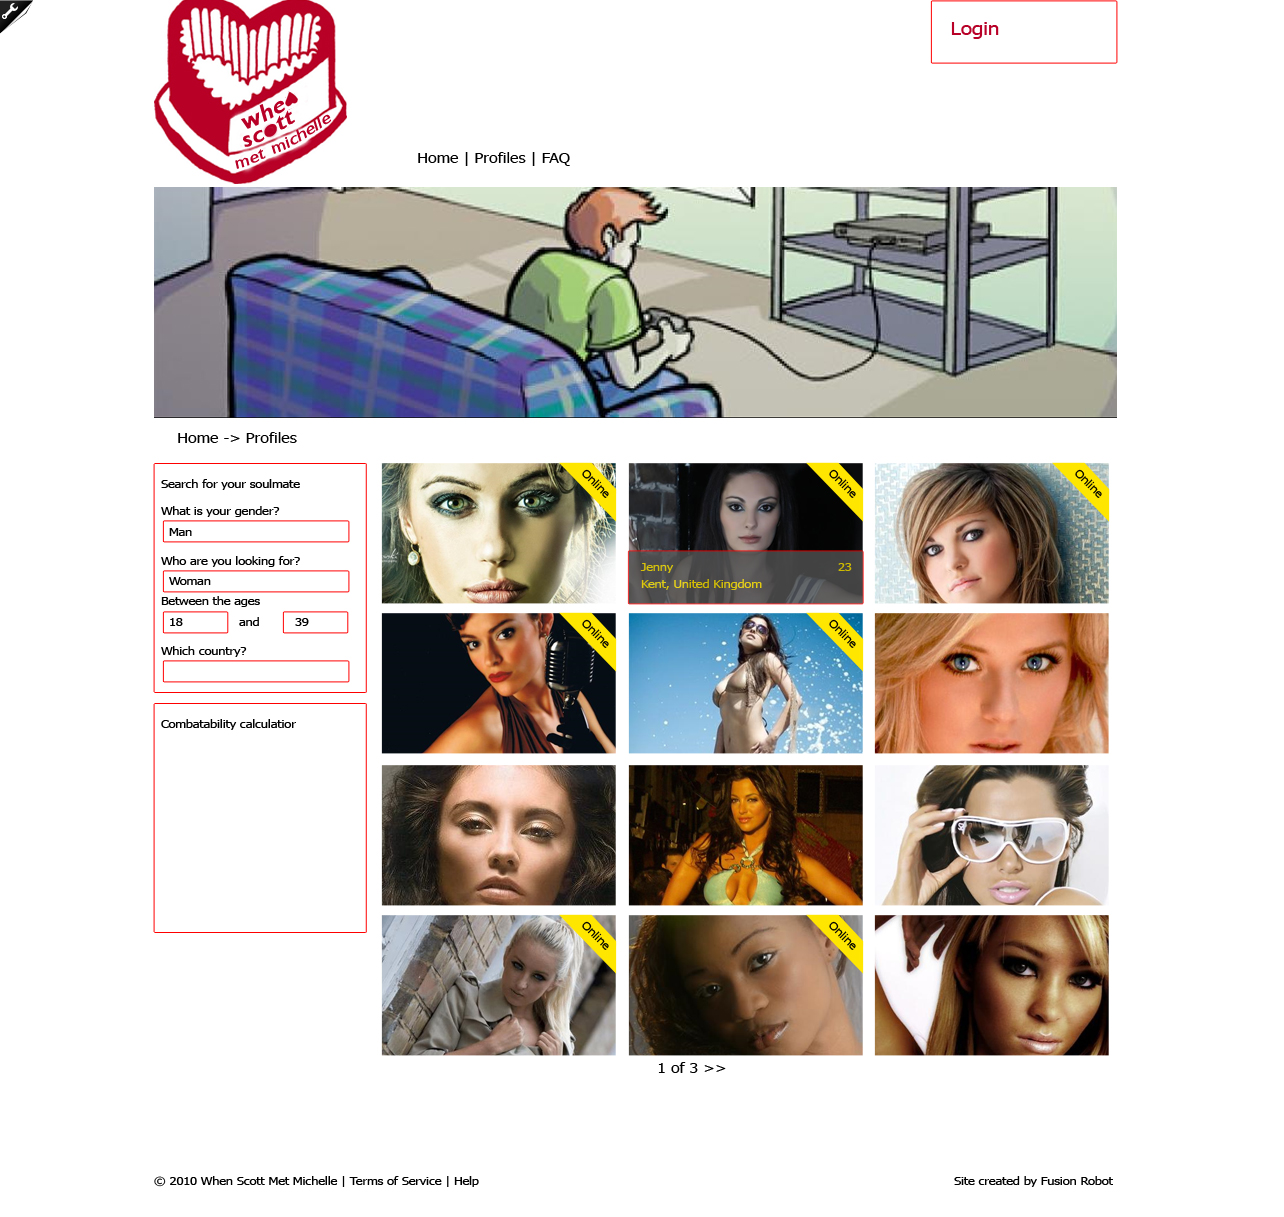 Login
whe
scott
met michelle
Home | Profiles | FAQ
Home -> Profiles
Search for your soulmate
What is your gender?
Man
Who are you looking for?
Woman
Between the ages
18 and 39
Which country?
Combatability calculatior
Online
Online
Jenny 23
Kent, United Kingdom
Online
Online
Online
Online
Online
1 of 3 >>
© 2010 When Scott Met Michelle | Terms of Service | Help
Site created by Fusion Robot